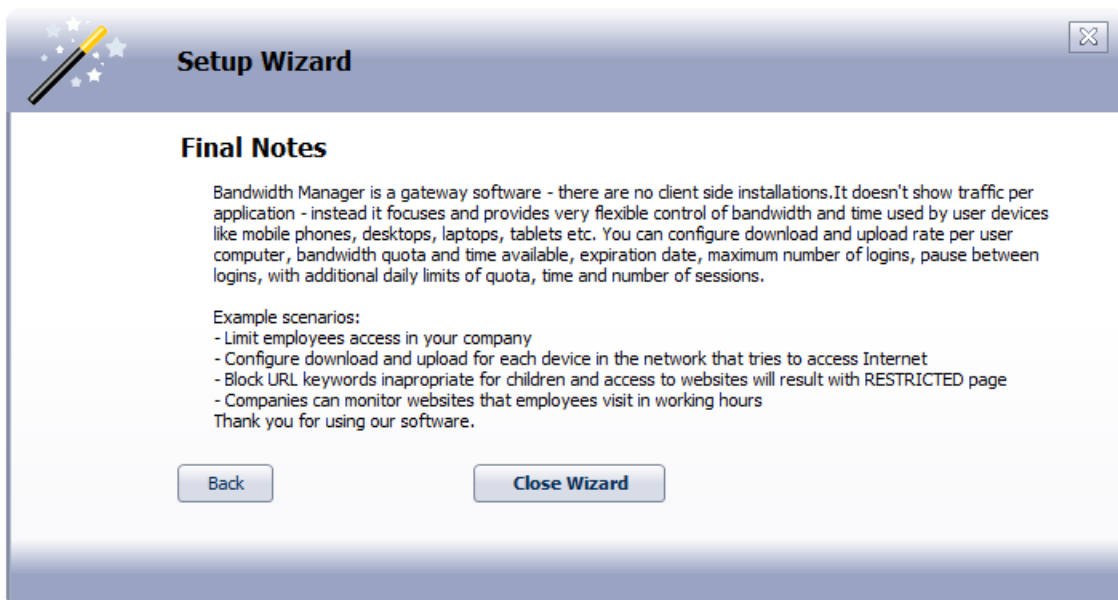 Setup Wizard
Final Notes
Bandwidth Manager is a gateway software - there are no client side installations.It doesn't show traffic per
application - instead it focuses and provides very flexible control of bandwidth and time used by user devices
like mobile phones, desktops, laptops, tablets etc. You can configure download and upload rate per user
computer, bandwidth quota and time available, expiration date, maximum number of logins, pause between
logins, with additional daily limits of quota, time and number of sessions.
Example scenarios:
- Limit employees access in your company
- Configure download and upload for each device in the network that tries to access Internet
- Block URL keywords inapropriate for children and access to websites will result with RESTRICTED page
- Companies can monitor websites that employees visit in working hours
Thank you for using our software.
Back
Close Wizard